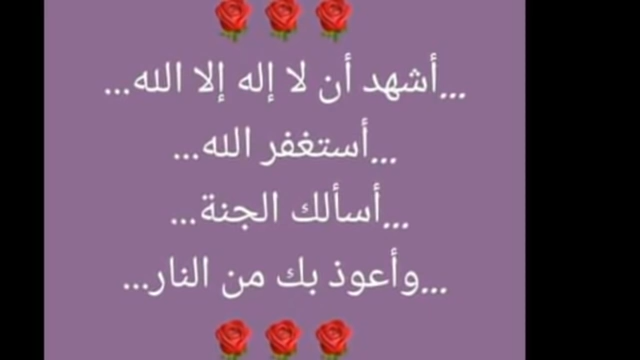 ,,,أشهد أن لا إله إلا الله...
,,,أستغفر الله...
,,,أسألك الجنة...
,,,وأعوذ بك من النار...